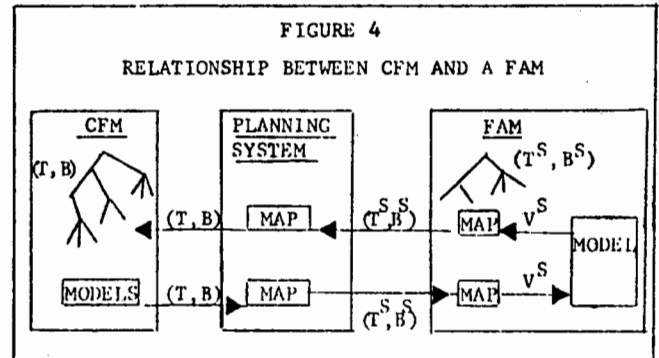 FIGURE 4
RELATIONSHIP BETWEEN CFM AND A FAM
CFM
PLANNING
SYSTEM
FAM
(T,B)
(T^S,B^S)
(T,B)
MAP
(T^S,B^S)
MAP
V^S
MODEL
MODELS
(T,B)
MAP
(T^S,B^S)
MAP
V^S